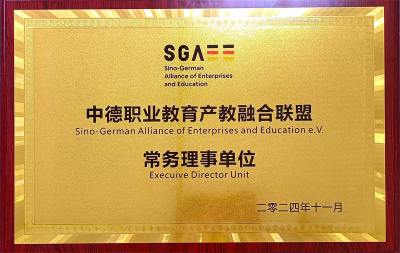 SGAEE
Sino-German
Alliance of Enterprises
and Education
中德职业教育产教融合联盟
Sino-German Alliance of Enterprises and Education e.V.
常务理事单位
Execuive Director Unit
二零二四年十一月